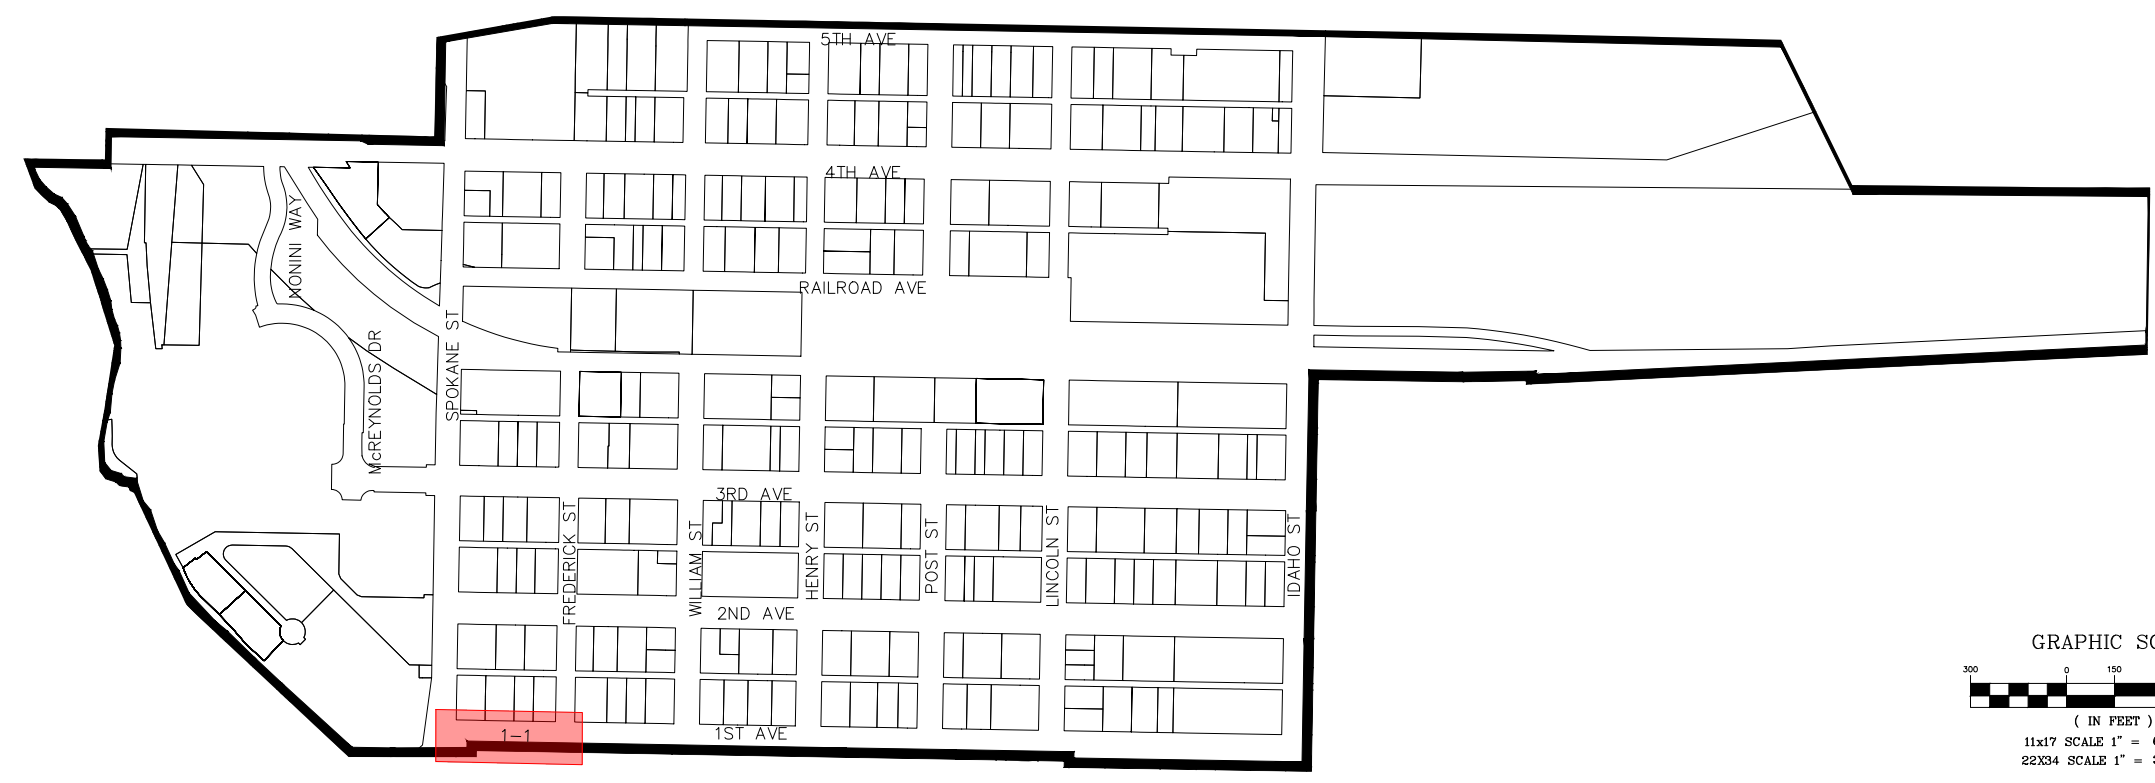 5TH AVE
4TH AVE
MONINI WAY
RAILROAD AVE
SPOKANE ST
McREYNOLDS DR
3RD AVE
FREDERICK ST
WILLIAM ST
HENRY ST
POST ST
LINCOLN ST
IDAHO ST
2ND AVE
1-1
1ST AVE
GRAPHIC SC
300 0 150
( IN FEET )
11x17 SCALE 1" =
22X34 SCALE 1" =